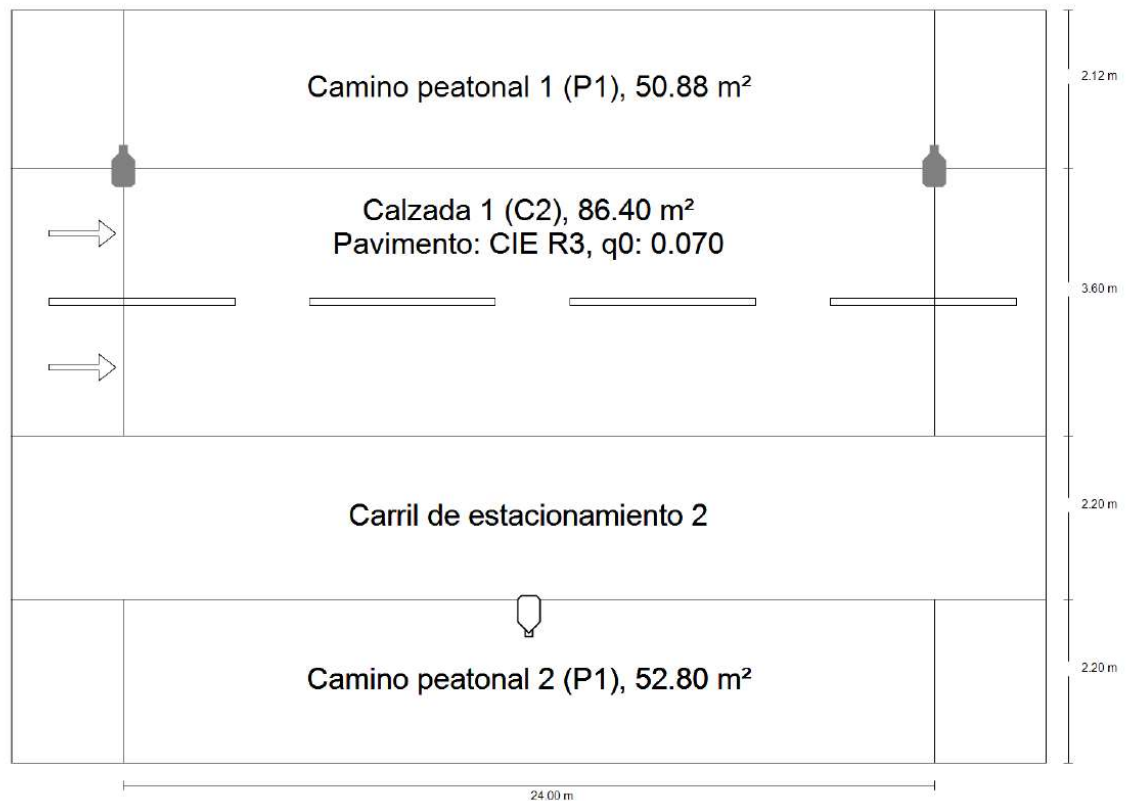 Camino peatonal 1 (P1), 50.88 m²
2.12 m
Calzada 1 (C2), 86.40 m²
Pavimento: CIE R3, q0: 0.070
3.60 m
Carril de estacionamiento 2
2.20 m
Camino peatonal 2 (P1), 52.80 m²
2.20 m
24.00 m